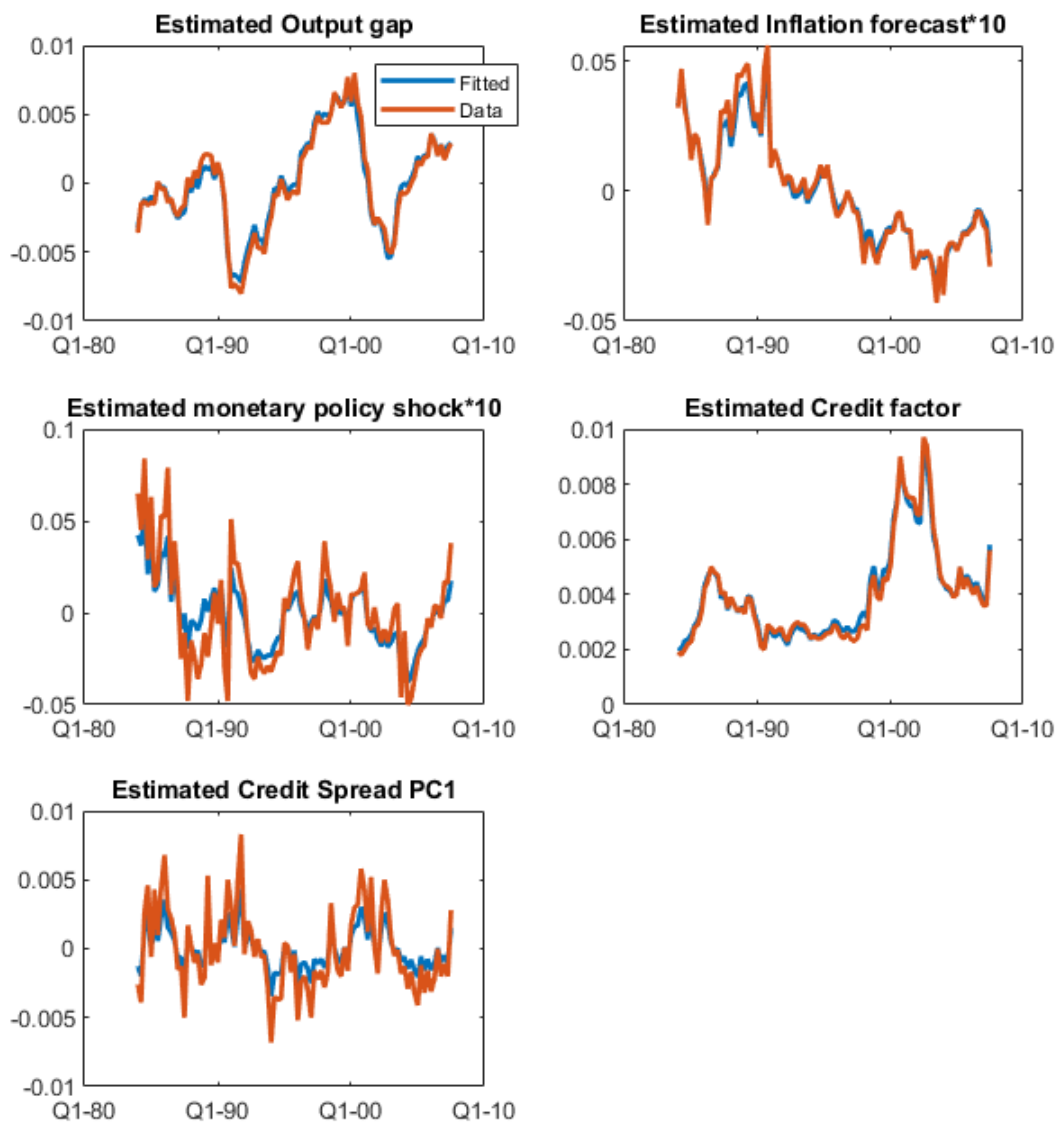 Estimated Output gap
0.01
0.005
0
-0.005
-0.01
Q1-80 Q1-90 Q1-00 Q1-10
Fitted
Data
Estimated Inflation forecast*10
0.05
0
-0.05
Q1-80 Q1-90 Q1-00 Q1-10
Estimated monetary policy shock*10
0.1
0.05
0
-0.05
Q1-80 Q1-90 Q1-00 Q1-10
Estimated Credit factor
0.01
0.008
0.006
0.004
0.002
0
Q1-80 Q1-90 Q1-00 Q1-10
Estimated Credit Spread PC1
0.01
0.005
0
-0.005
-0.01
Q1-80 Q1-90 Q1-00 Q1-10